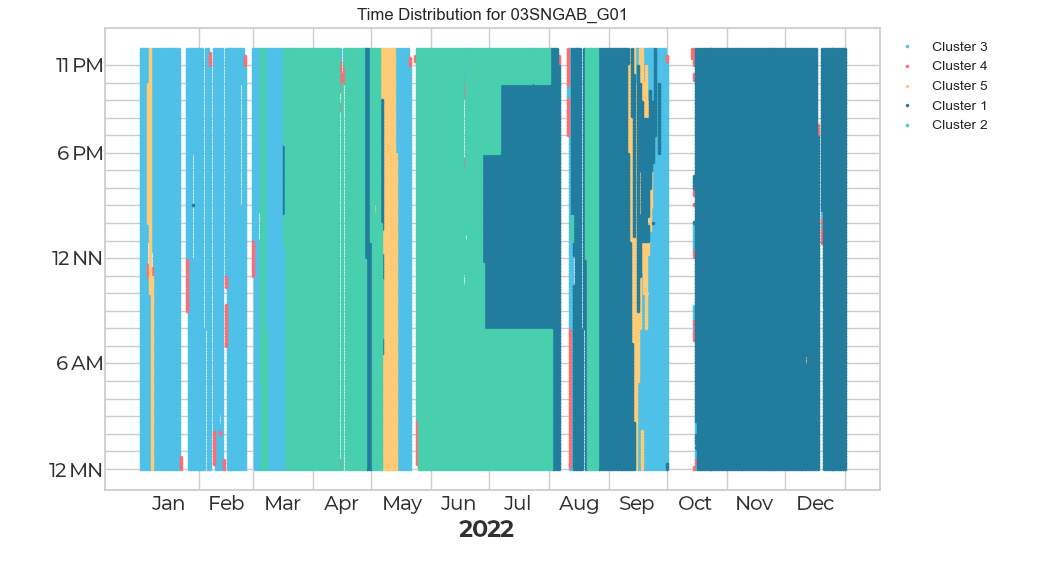 Time Distribution for 03SNGAB_G01
11 PM
6 PM
12 NN
6 AM
12 MN
Jan Feb Mar Apr May Jun Jul Aug Sep Oct Nov Dec
2022
Cluster 3
Cluster 4
Cluster 5
Cluster 1
Cluster 2